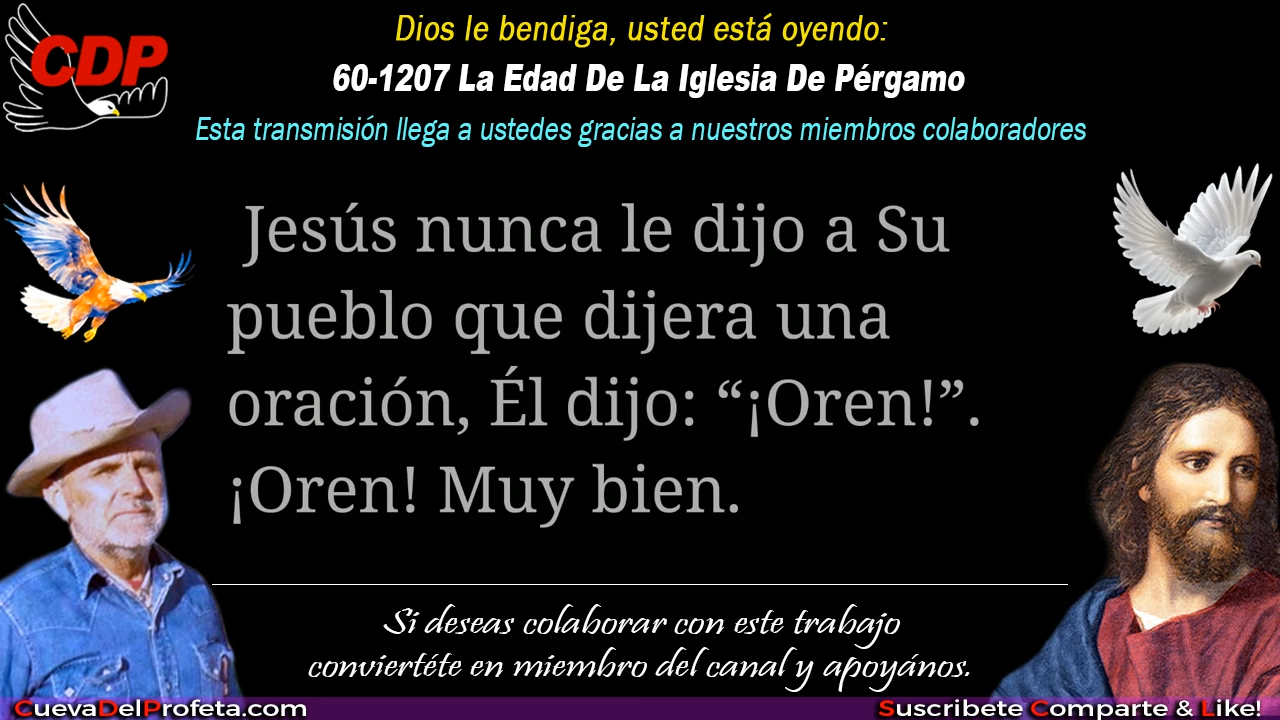 CDP
Dios le bendiga, usted está oyendo:
60-1207 La Edad De La Iglesia De Pérgamo
Esta transmisión llega a ustedes gracias a nuestros miembros colaboradores
Jesús nunca le dijo a Su
pueblo que dijera una
oración, Él dijo: “¡Oren!”.
¡Oren! Muy bien.
Si deseas colaborar con este trabajo
conviertéte en miembro del canal y apoyános.
CuevaDelProfeta.com
Suscribete Comparte & Like!